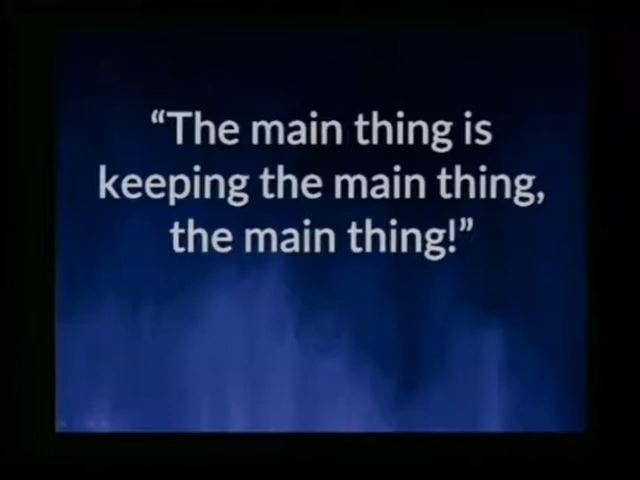 “The main thing is
keeping the main thing,
the main thing!”